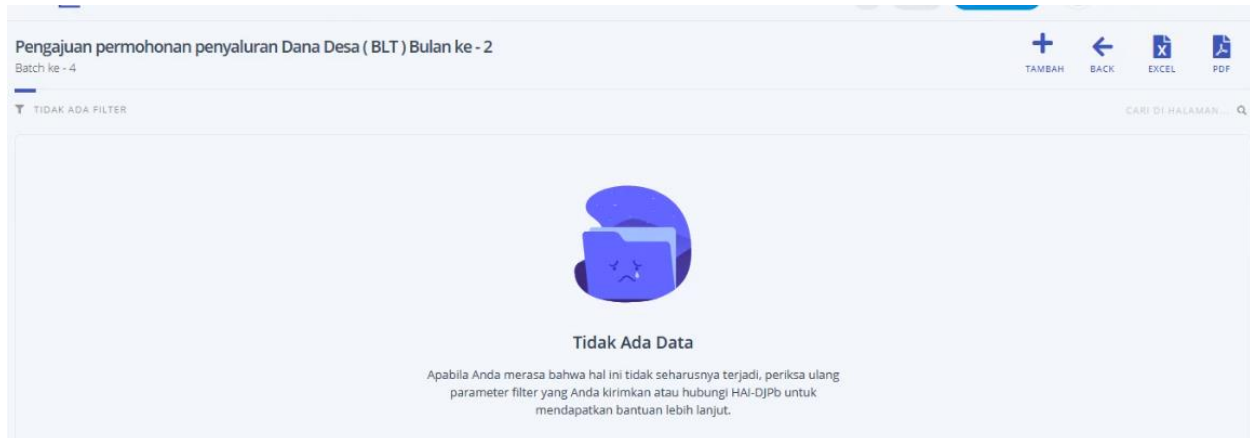 Pengajuan permohonan penyaluran Dana Desa ( BLT ) Bulan ke - 2
Batch ke - 4
TAMBAH
BACK
EXCEL
PDF
TIDAK ADA FILTER
CARI DI HALAMAN...
Tidak Ada Data
Apabila Anda merasa bahwa hal ini tidak seharusnya terjadi, periksa ulang
parameter filter yang Anda kirimkan atau hubungi HAI-DJPb untuk
mendapatkan bantuan lebih lanjut.